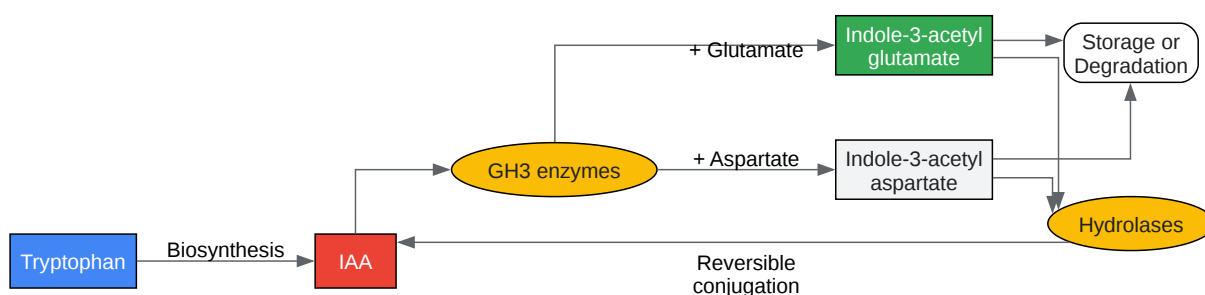 + Glutamate
Indole-3-acetyl
glutamate
Storage or
Degradation
GH3 enzymes
+ Aspartate
Indole-3-acetyl
aspartate
Hydrolases
Tryptophan
Biosynthesis
IAA
Reversible
conjugation